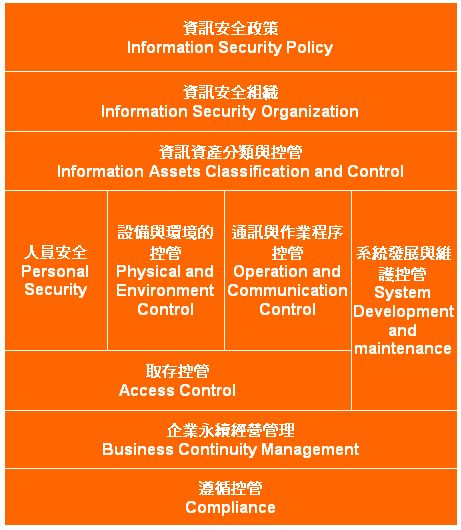 資訊安全政策
Information Security Policy
資訊安全組織
Information Security Organization
資訊資產分類與控管
Information Assets Classification and Control
人員安全
Personal
Security
設備與環境的
控管
Physical and
Environment
Control
通訊與作業程序
控管
Operation and
Communication
Control
系統發展與維
護控管
System
Development
and
maintenance
取存控管
Access Control
企業永續經營管理
Business Continuity Management
遵循控管
Compliance